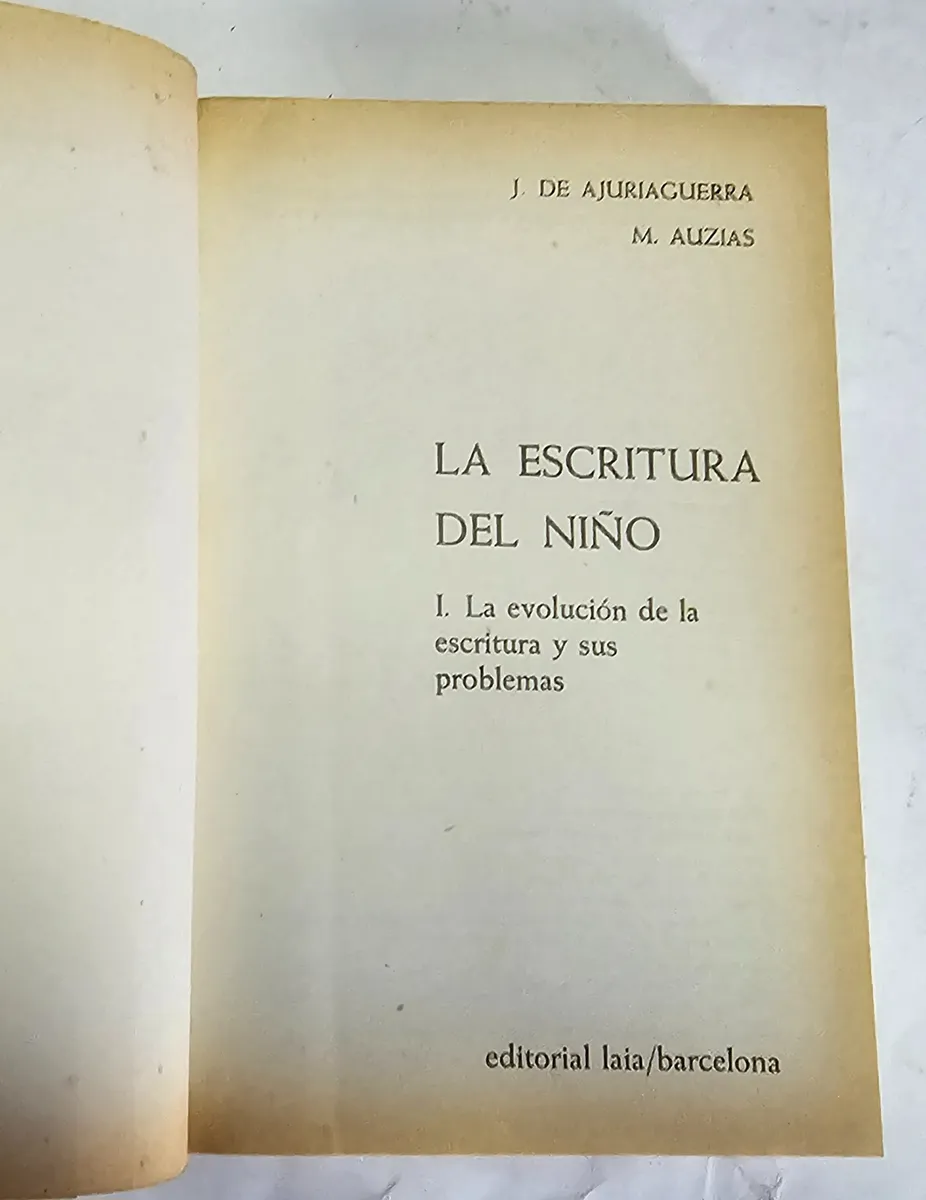 J. DE AJURIAGUERRA
M. AUZIAS
LA ESCRITURA
DEL NIÑO
I. La evolución de la
escritura y sus
problemas
editorial laia/barcelona